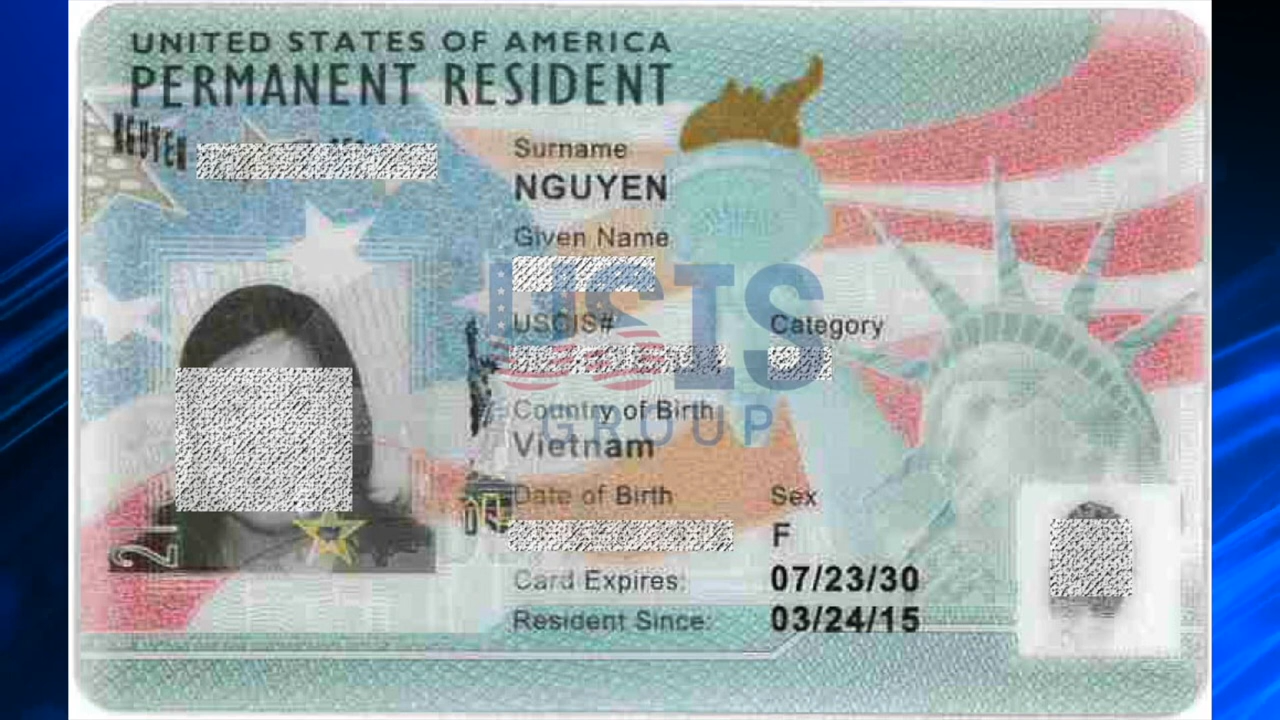 UNITED STATES OF AMERICA
PERMANENT RESIDENT
NGUYEN
Surname
NGUYEN
Given Name
USIS
GROUP
USCIS#
Category
Country of Birth
Vietnam
Date of Birth
Sex
F
Card Expires: 07/23/30
Resident Since: 03/24/15